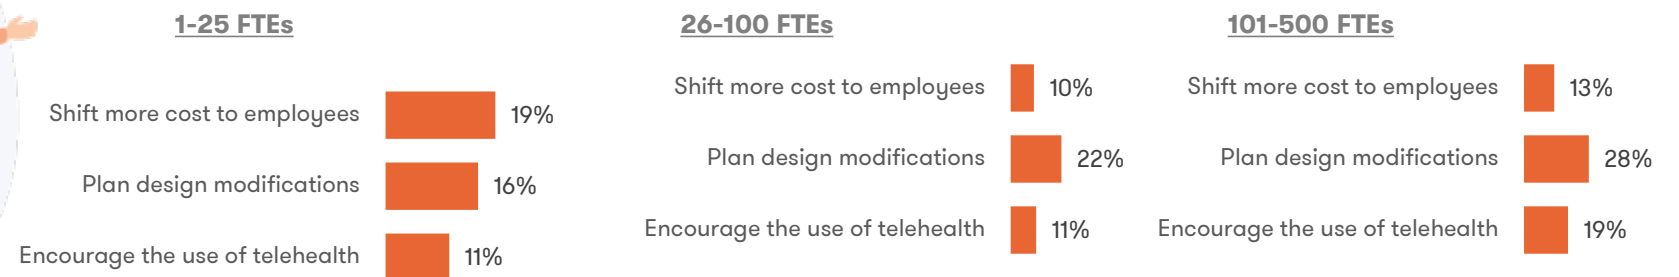 1-25 FTEs
Shift more cost to employees 19%
Plan design modifications 16%
Encourage the use of telehealth 11%
26-100 FTEs
Shift more cost to employees 10%
Plan design modifications 22%
Encourage the use of telehealth 11%
101-500 FTEs
Shift more cost to employees 13%
Plan design modifications 28%
Encourage the use of telehealth 19%